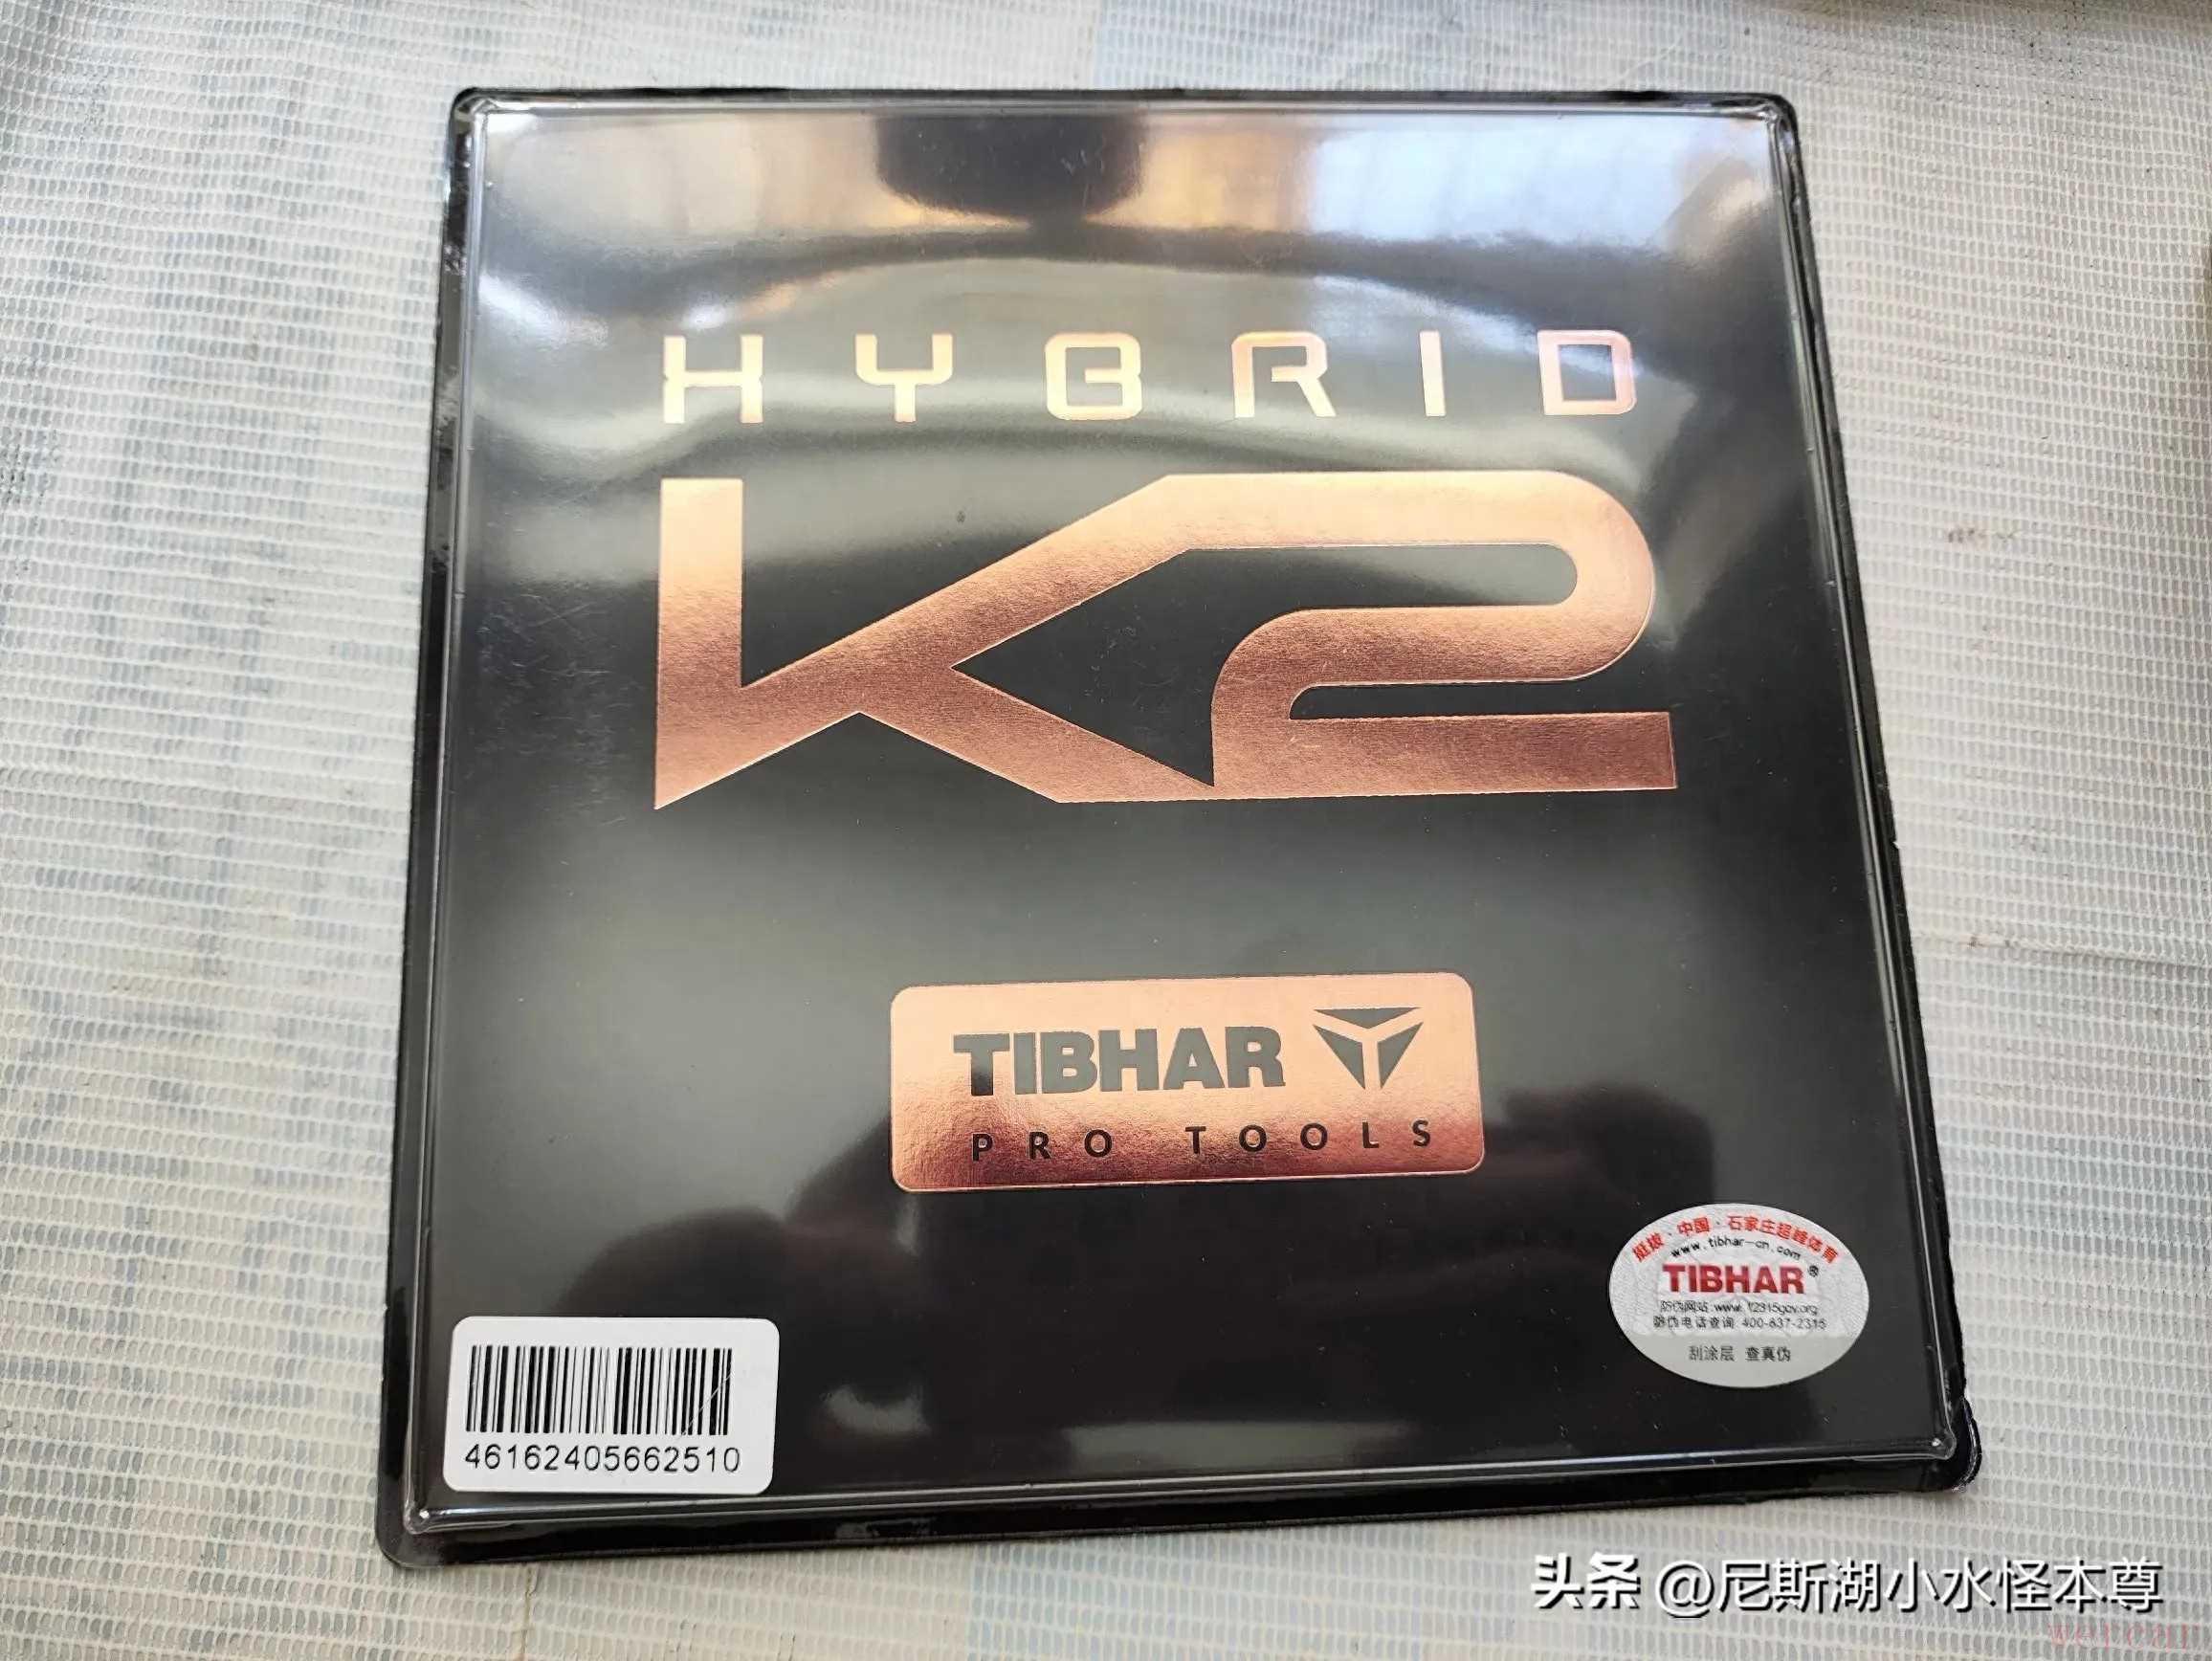 HYBRID
K2
TIBHAR
PRO TOOLS
挺拔·中国·石家庄超峰体育
www.tibhar-cn.com
TIBHAR®
防伪网站:www.12315gov.org
防伪电话查询 400-637-2315
刮涂层 查真伪
46162405662510
头条 @尼斯湖小水怪本尊